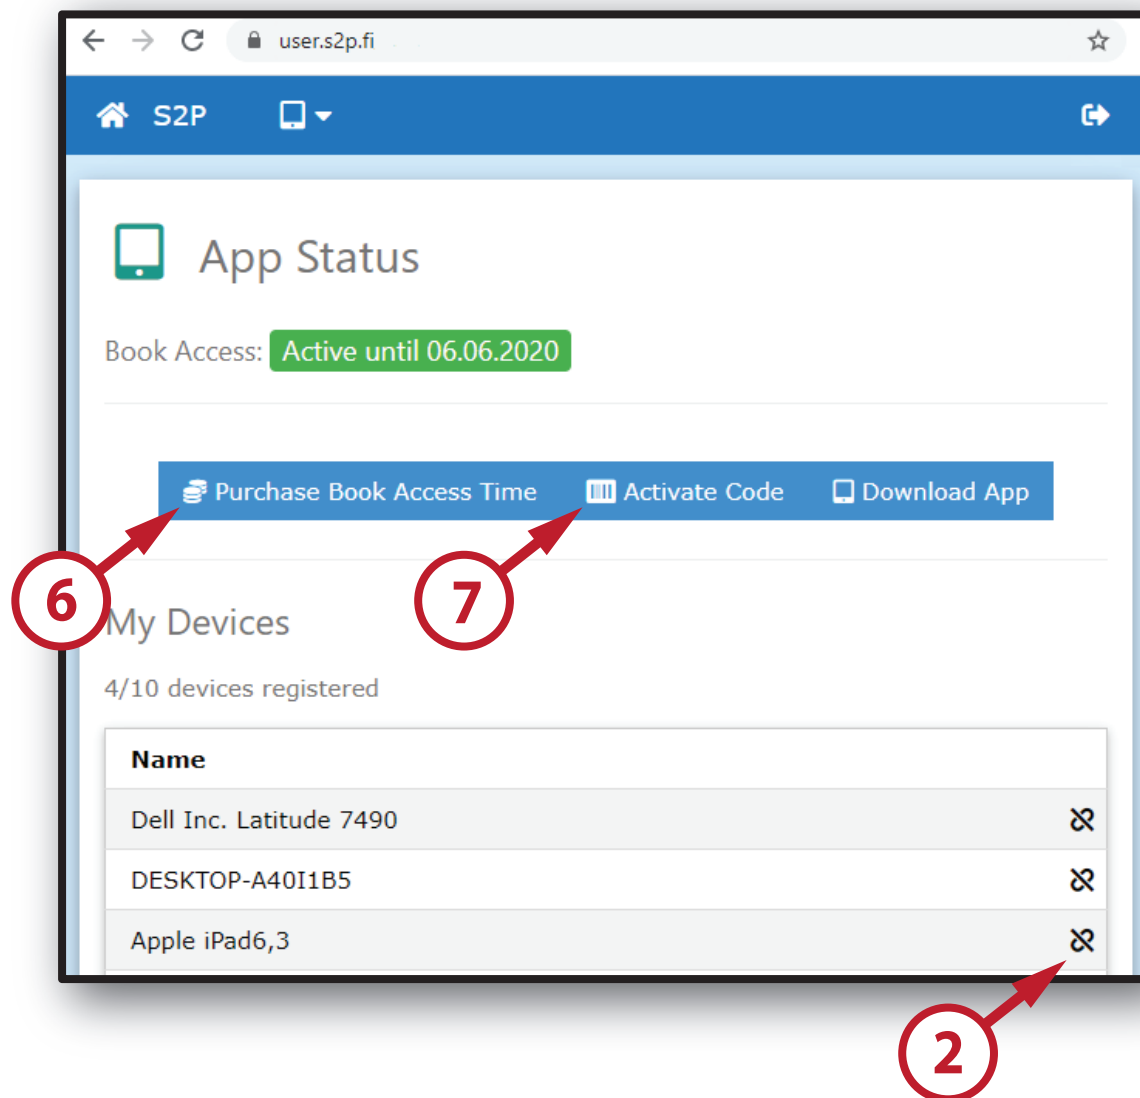 user.s2p.fi
S2P
App Status
Book Access: Active until 06.06.2020
Purchase Book Access Time Activate Code Download App
6
7
My Devices
4/10 devices registered
Name
Dell Inc. Latitude 7490
DESKTOP-A40I1B5
Apple iPad6,3
2